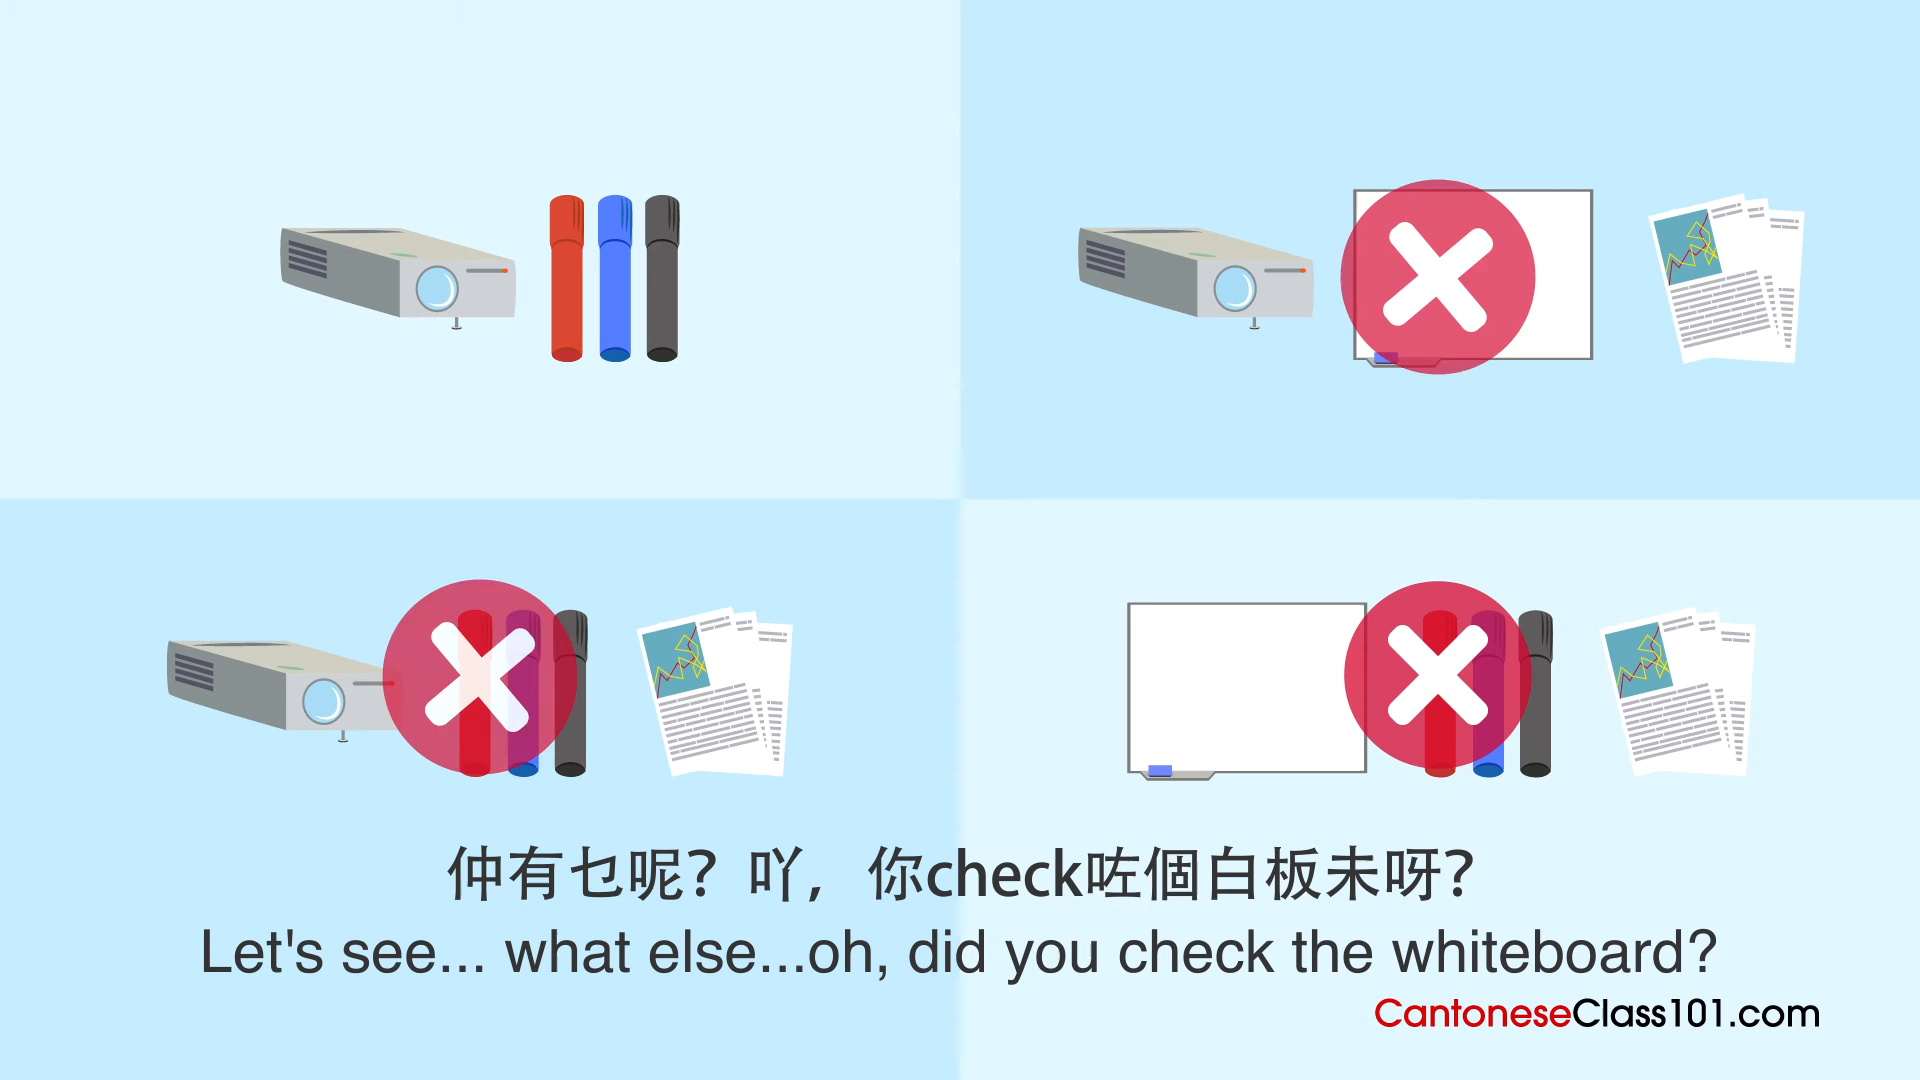 仲有乜呢？吖，你check咗個白板未呀？
Let's see... what else...oh, did you check the whiteboard?
CantoneseClass101.com